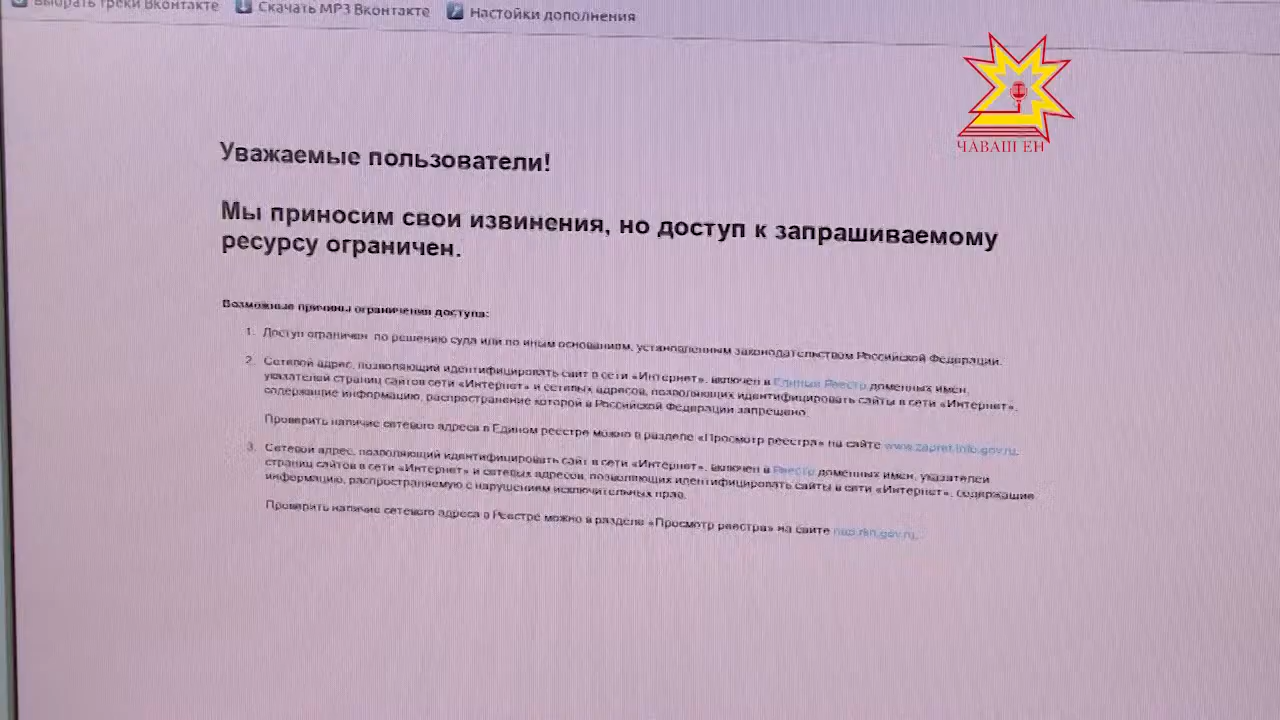 Выбрать треки Вконтакте Скачать MP3 Вконтакте Настойки дополнения
ЧӐВАШ ЕН
Уважаемые пользователи!
Мы приносим свои извинения, но доступ к запрашиваемому
ресурсу ограничен.
Возможные причины ограничения доступа:
1. Доступ ограничен по решению суда или по иным основаниям, установленным законодательством Российской Федерации.
2. Сетевой адрес, позволяющий идентифицировать сайт в сети «Интернет», включен в Единый Реестр доменных имен,
указателей страниц сайтов сети «Интернет» и сетевых адресов, позволяющих идентифицировать сайты в сети «Интернет»,
содержащие информацию, распространение которой в Российской Федерации запрещено.
Проверить наличие сетевого адреса в Едином реестре можно в разделе «Просмотр реестра» на сайте www.zapret-info.gov.ru.
3. Сетевой адрес, позволяющий идентифицировать сайт в сети «Интернет», включен в Реестр доменных имен, указателей
страниц сайтов в сети «Интернет» и сетевых адресов, позволяющих идентифицировать сайты в сети «Интернет», содержащие
информацию, распространяемую с нарушением исключительных прав.
Проверить наличие сетевого адреса в Реестре можно в разделе «Просмотр реестра» на сайте nap.rkn.gov.ru.